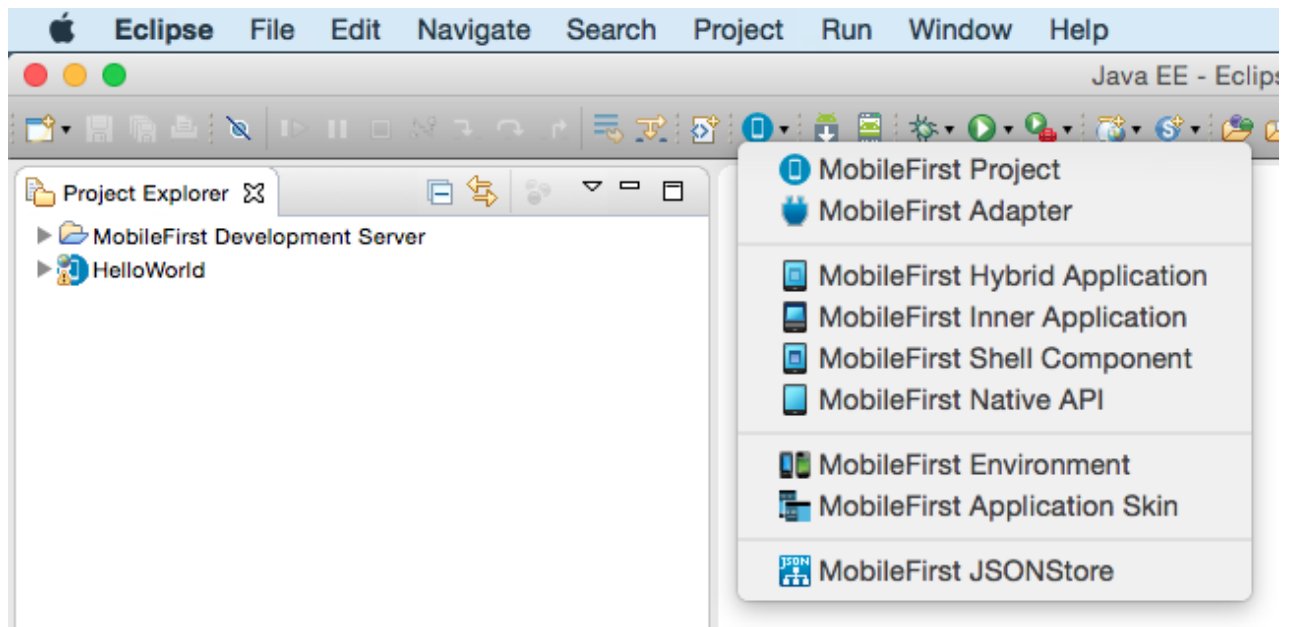 Eclipse File Edit Navigate Search Project Run Window Help
Java EE - Eclips
Project Explorer
MobileFirst Development Server
HelloWorld
MobileFirst Project
MobileFirst Adapter
MobileFirst Hybrid Application
MobileFirst Inner Application
MobileFirst Shell Component
MobileFirst Native API
MobileFirst Environment
MobileFirst Application Skin
JSON MobileFirst JSONStore